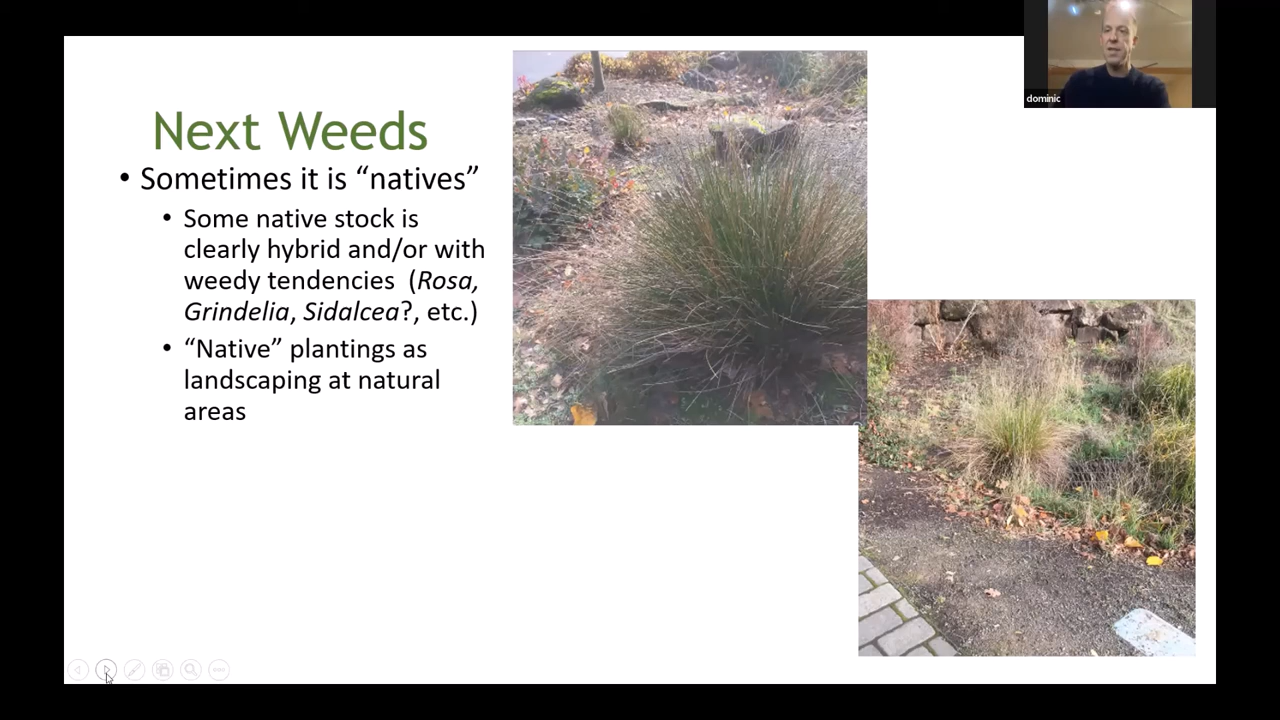 Next Weeds
• Sometimes it is “natives”
• Some native stock is
clearly hybrid and/or with
weedy tendencies (Rosa,
Grindelia, Sidalcea?, etc.)
• “Native” plantings as
landscaping at natural
areas
dominic